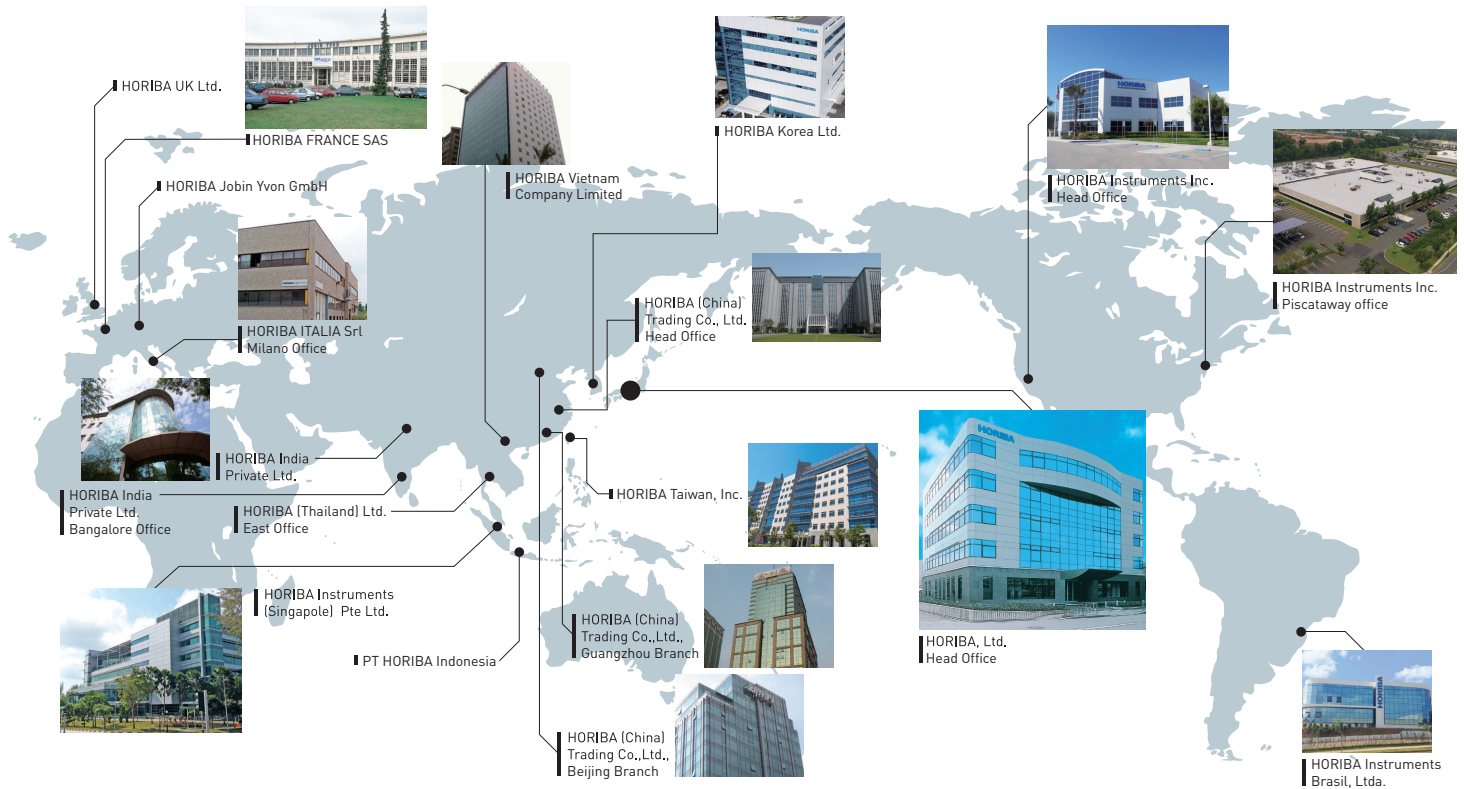 HORIBA UK Ltd.
HORIBA FRANCE SAS
HORIBA Jobin Yvon GmbH
HORIBA ITALIA Srl
Milano Office
HORIBA Vietnam
Company Limited
HORIBA
HORIBA Korea Ltd.
HORIBA (China)
Trading Co., Ltd.
Head Office
HORIBA
HORIBA Instruments Inc.
Head Office
HORIBA Instruments Inc.
Piscataway office
HORIBA India
Private Ltd.
HORIBA India
Private Ltd.
Bangalore Office
HORIBA (Thailand) Ltd.
East Office
HORIBA Taiwan, Inc.
HORIBA Instruments
(Singapole) Pte Ltd.
PT HORIBA Indonesia
HORIBA (China)
Trading Co.,Ltd.,
Guangzhou Branch
HORIBA (China)
Trading Co.,Ltd.,
Beijing Branch
HORIBA
HORIBA, Ltd.
Head Office
HORIBA
HORIBA Instruments
Brasil, Ltda.